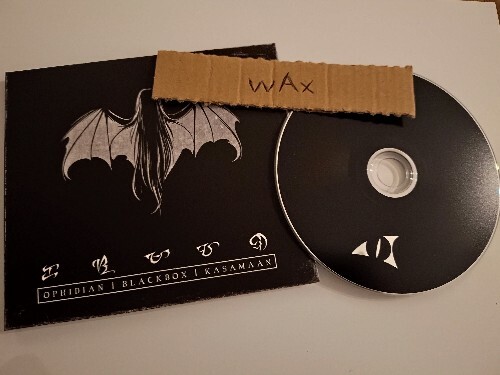 wAx
OPHIDIAN | BLACKBOX | KASAMAAN